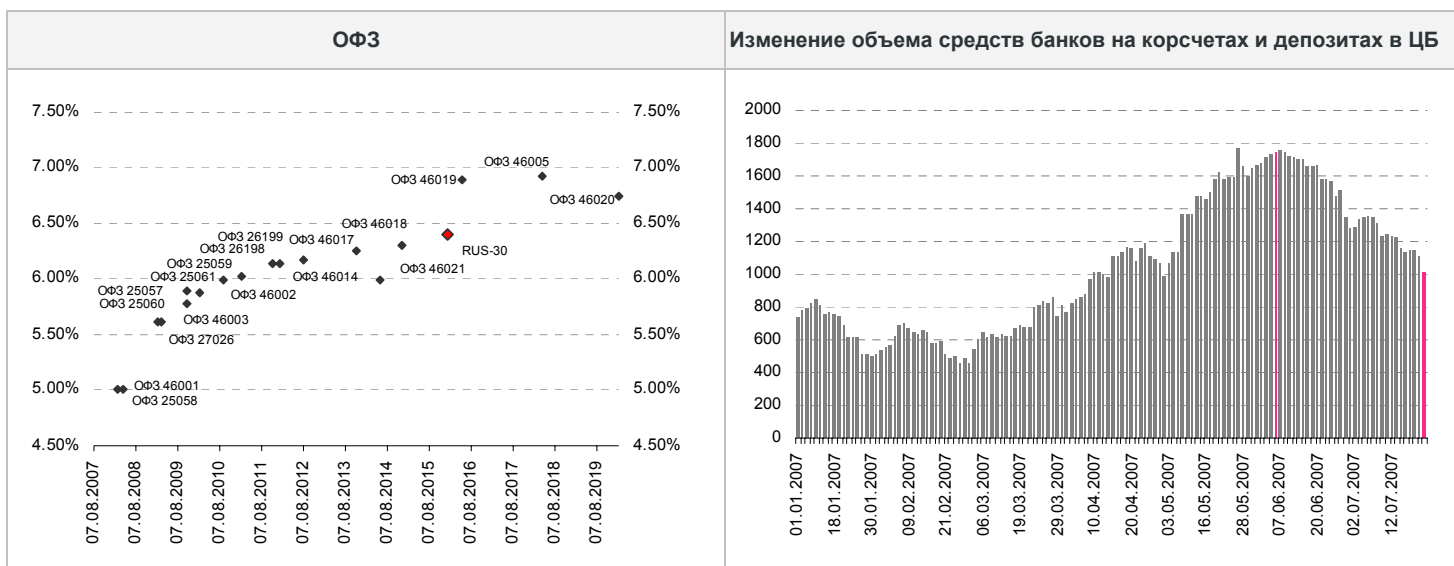 ОФЗ
Изменение объема средств банков на корсчетах и депозитах в ЦБ
7.50%
7.00%
6.50%
6.00%
5.50%
5.00%
4.50%
7.50%
7.00%
6.50%
6.00%
5.50%
5.00%
4.50%
ОФЗ 46005
ОФЗ 46019
ОФЗ 46020
ОФЗ 46018
ОФЗ 26199
ОФЗ 46017
ОФЗ 26198
RUS-30
ОФЗ 25059
ОФЗ 46021
ОФЗ 25061
ОФЗ 46014
ОФЗ 25057
ОФЗ 46002
ОФЗ 25060
ОФЗ 46003
ОФЗ 27026
ОФЗ 46001
ОФЗ 25058
07.08.2007
07.08.2008
07.08.2009
07.08.2010
07.08.2011
07.08.2012
07.08.2013
07.08.2014
07.08.2015
07.08.2016
07.08.2017
07.08.2018
07.08.2019
2000
1800
1600
1400
1200
1000
800
600
400
200
0
01.01.2007
18.01.2007
30.01.2007
09.02.2007
21.02.2007
06.03.2007
19.03.2007
29.03.2007
10.04.2007
20.04.2007
03.05.2007
16.05.2007
28.05.2007
07.06.2007
20.06.2007
02.07.2007
12.07.2007